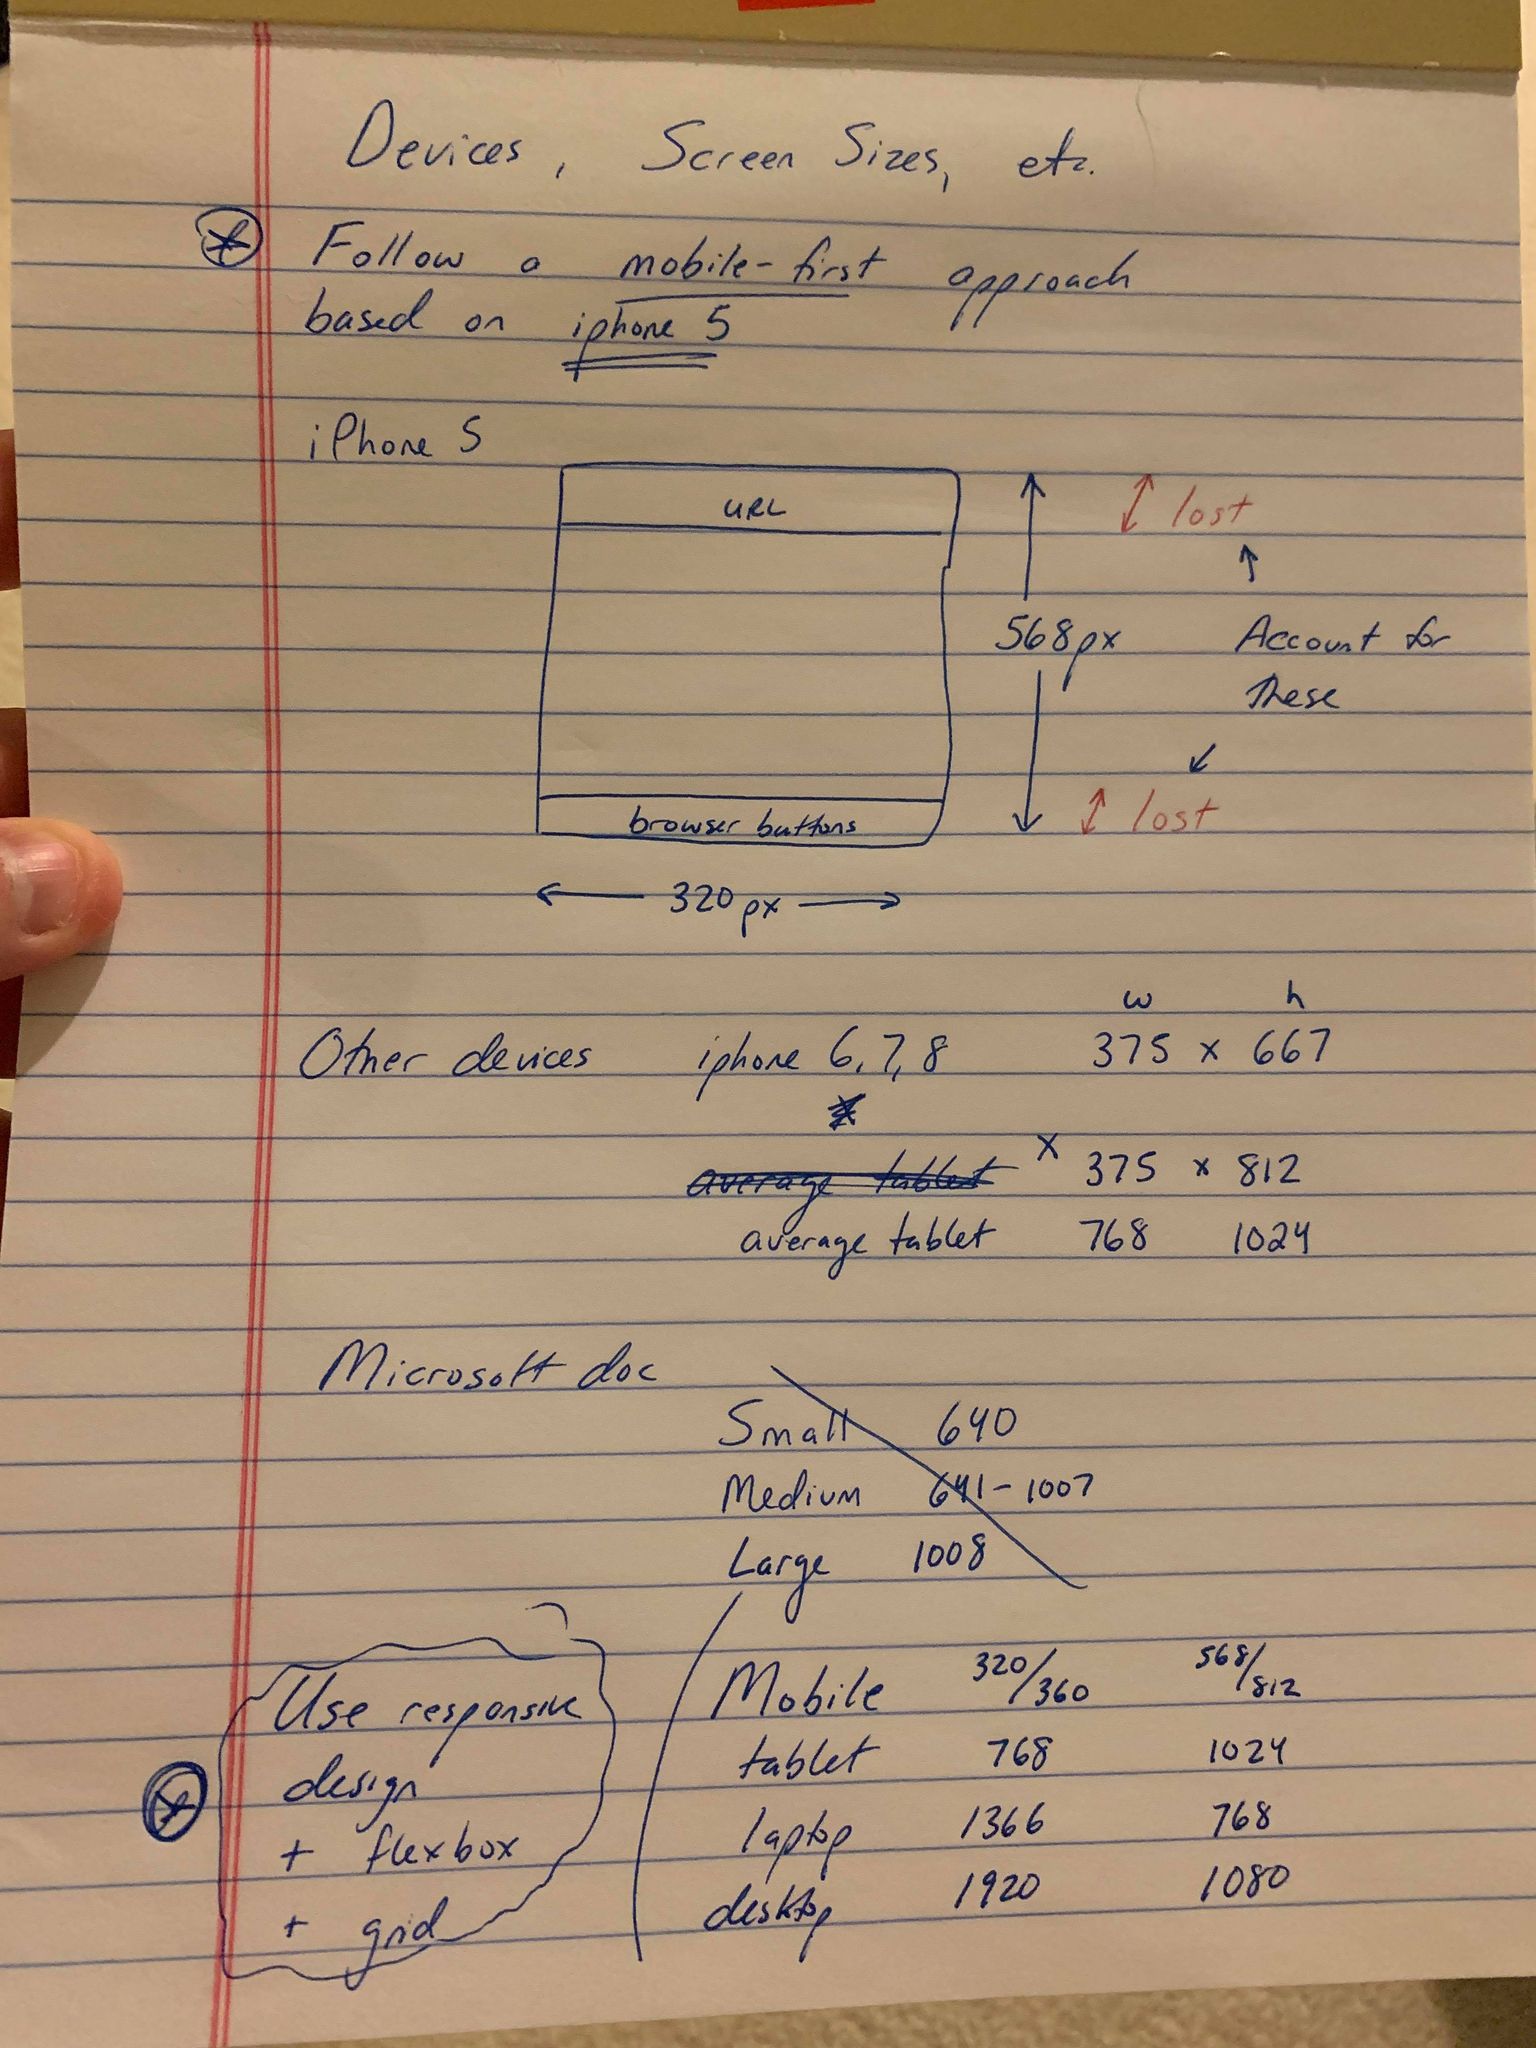 Devices, Screen Sizes, etc.
Follow a mobile-first approach
based on iphone 5
iPhone 5
URL
lost
568px
Account for
these
lost
browser buttons
320px
w h
Other devices iphone 6, 7, 8 375 x 667
average tablet x 375 x 812
average tablet 768 1024
Microsoft doc
Small 640
Medium 641-1007
Large 1008
Use responsive
design
+ flexbox
+ grid
Mobile 320/360 568/812
tablet 768 1024
laptop 1366 768
desktop 1920 1080